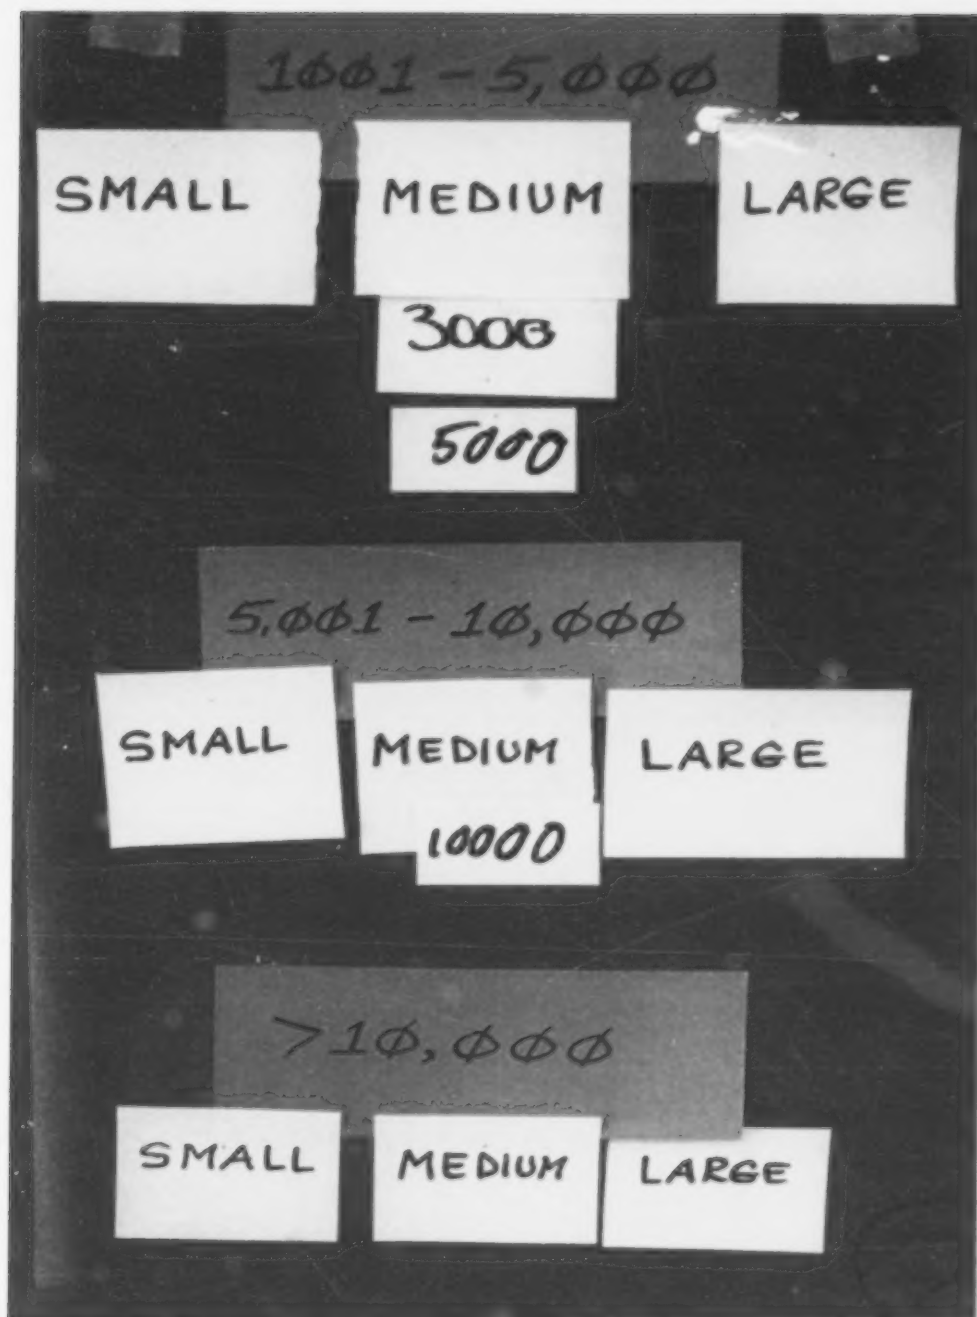 1001 - 5,000
SMALL MEDIUM LARGE
3000
5000
5,001 - 10,000
SMALL MEDIUM LARGE
10000
>10,000
SMALL MEDIUM LARGE